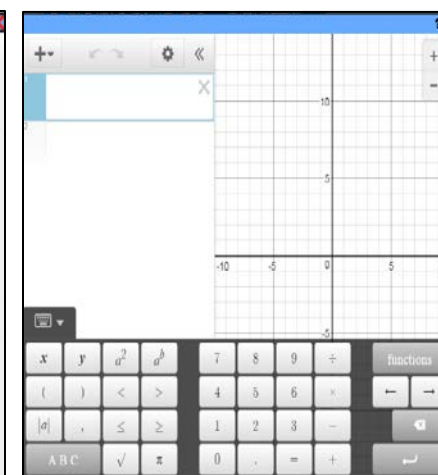 10
5
-10
-5
0
5
-5
x y a² aᵇ 7 8 9 ÷ functions
( ) < > 4 5 6 × ← →
|a| , ≤ ≥ 1 2 3 −
A B C √ π 0 . = +